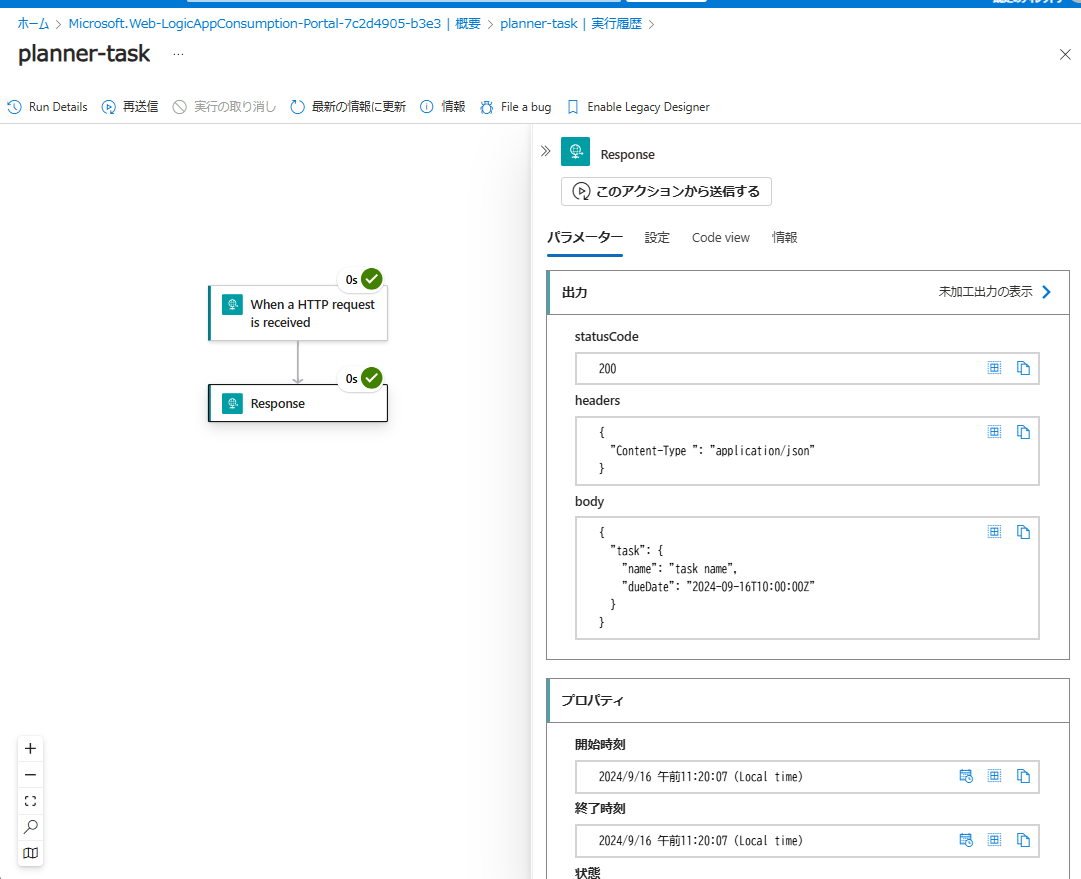 ホーム > Microsoft.Web-LogicAppConsumption-Portal-7c2d4905-b3e3 | 概要 > planner-task | 実行履歴 >
planner-task ...
Run Details 再送信 実行の取り消し 最新の情報に更新 情報 File a bug Enable Legacy Designer
0s
When a HTTP request
is received
0s
Response
Response
このアクションから送信する
パラメーター 設定 Code view 情報
出力 未加工出力の表示
statusCode
200
headers
{
"Content-Type ": "application/json"
}
body
{
"task": {
"name": "task name",
"dueDate": "2024-09-16T10:00:00Z"
}
}
プロパティ
開始時刻
2024/9/16 午前11:20:07 (Local time)
終了時刻
2024/9/16 午前11:20:07 (Local time)
状態